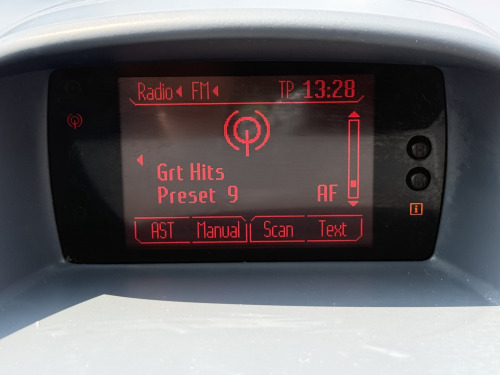 Radio FM TP 13:28
Grt Hits
Preset 9 AF
AST Manual Scan Text
i